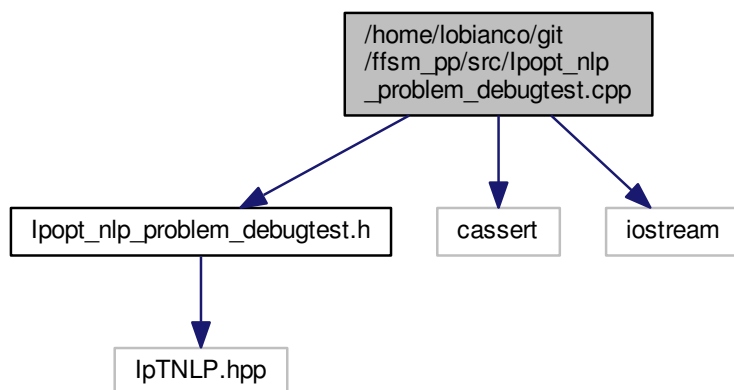 /home/lobianco/git
/ffsm_pp/src/Ipopt_nlp
_problem_debugtest.cpp
Ipopt_nlp_problem_debugtest.h
cassert
iostream
IpTNLP.hpp